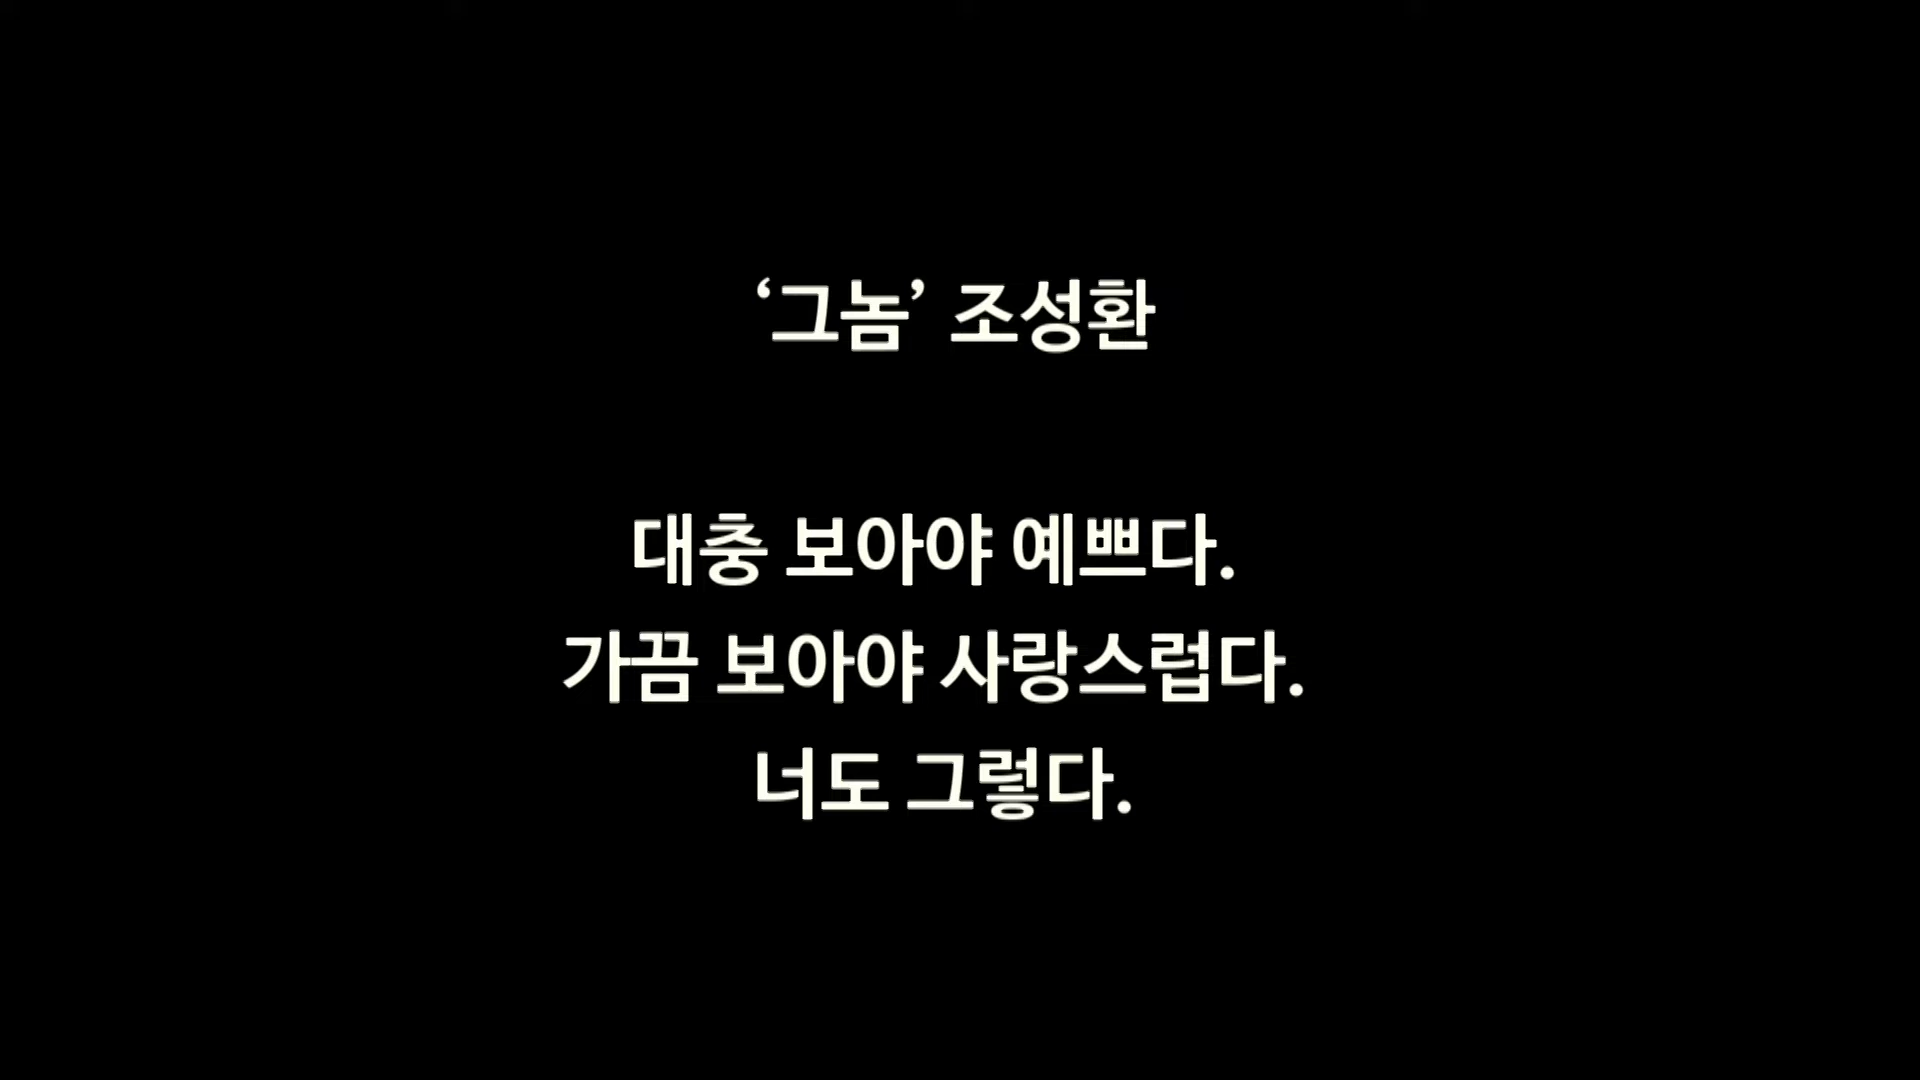 ‘그놈’ 조성환
대충 보아야 예쁘다.
가끔 보아야 사랑스럽다.
너도 그렇다.